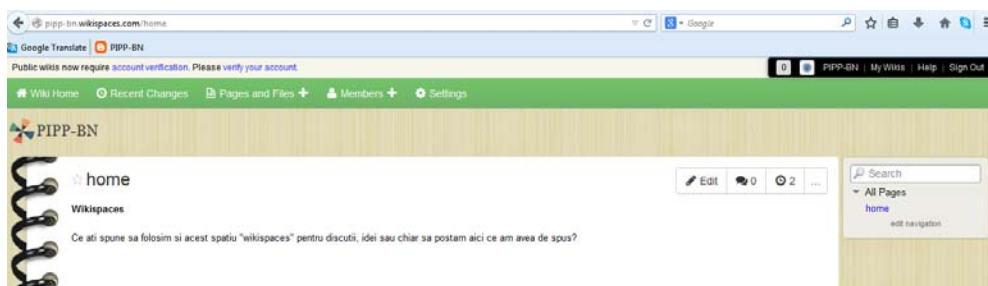 pipp-bn.wikispaces.com/home
Google
Google Translate PIPP-BN
Public wikis now require account verification. Please verify your account.
0 PIPP-BN | My Wikis | Help | Sign Out
Wiki Home Recent Changes Pages and Files + Members + Settings
PIPP-BN
home
Edit 0 2 ...
Search
All Pages
home
edit navigation
Wikispaces
Ce ati spune sa folosim si acest spatiu "wikispaces" pentru discutii, idei sau chiar sa postam aici ce am avea de spus?